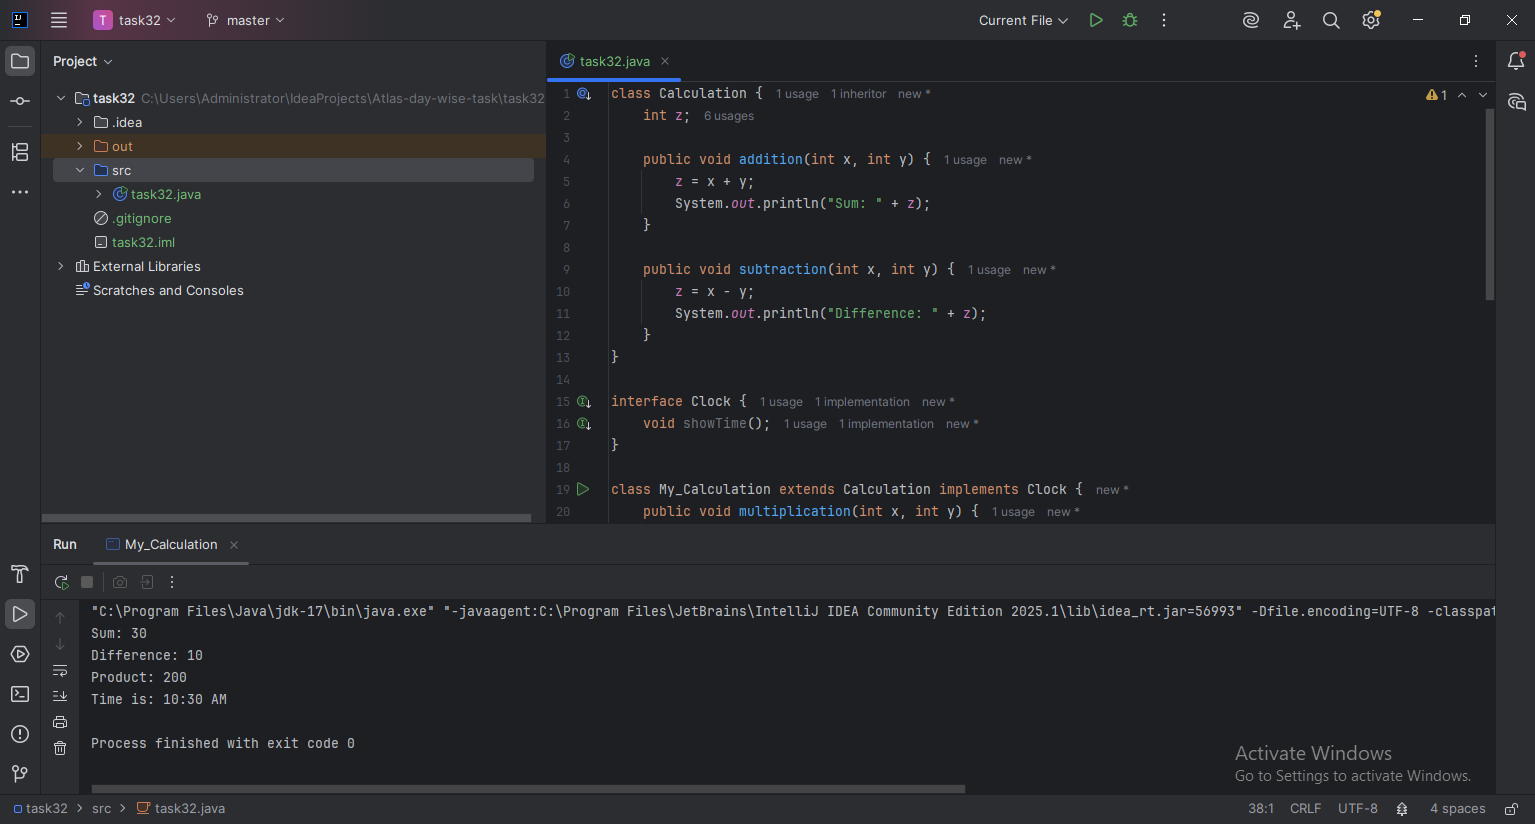 T task32 master Current File
Project
task32 C:\Users\Administrator\IdeaProjects\Atlas-day-wise-task\task32
.idea
out
src
task32.java
.gitignore
task32.iml
External Libraries
Scratches and Consoles
task32.java
1 class Calculation { 1 usage 1 inheritor new *
2 int z; 6 usages
3
4 public void addition(int x, int y) { 1 usage new *
5 z = x + y;
6 System.out.println("Sum: " + z);
7 }
8
9 public void subtraction(int x, int y) { 1 usage new *
10 z = x - y;
11 System.out.println("Difference: " + z);
12 }
13 }
14
15 interface Clock { 1 usage 1 implementation new *
16 void showTime(); 1 usage 1 implementation new *
17 }
18
19 class My_Calculation extends Calculation implements Clock { new *
20 public void multiplication(int x, int y) { 1 usage new *
1
Run My_Calculation
"C:\Program Files\Java\jdk-17\bin\java.exe" "-javaagent:C:\Program Files\JetBrains\IntelliJ IDEA Community Edition 2025.1\lib\idea_rt.jar=56993" -Dfile.encoding=UTF-8 -classpat
Sum: 30
Difference: 10
Product: 200
Time is: 10:30 AM
Process finished with exit code 0
Activate Windows
Go to Settings to activate Windows.
task32 src task32.java 38:1 CRLF UTF-8 4 spaces